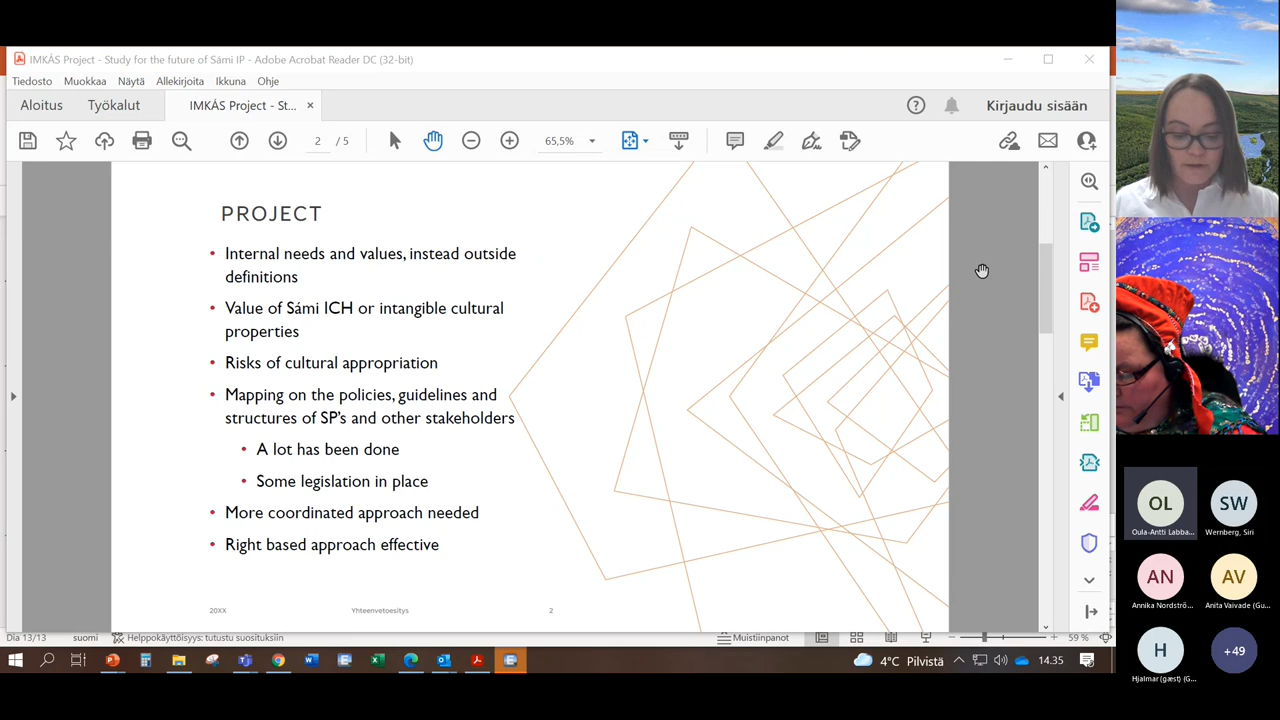 IMKÁS Project - Study for the future of Sámi IP - Adobe Acrobat Reader DC (32-bit)
Tiedosto Muokkaa Näytä Allekirjoita Ikkuna Ohje
Aloitus Työkalut IMKÁS Project - St... × Kirjaudu sisään
2 / 5 65,5%
PROJECT
• Internal needs and values, instead outside
definitions
• Value of Sámi ICH or intangible cultural
properties
• Risks of cultural appropriation
• Mapping on the policies, guidelines and
structures of SP's and other stakeholders
• A lot has been done
• Some legislation in place
• More coordinated approach needed
• Right based approach effective
20XX Yhteenvetoesitys 2
Dia 13/13 suomi Helppokäyttöisyys: tutustu suosituksiin Muistiinpanot 59 %
4°C Pilvistä 14.35
OL SW
Oula-Antti Labba... Wernberg, Siri
AN AV
Annika Nordströ... Anita Vaivade (Gu...
H +49
Hjalmar (gæst) (G...